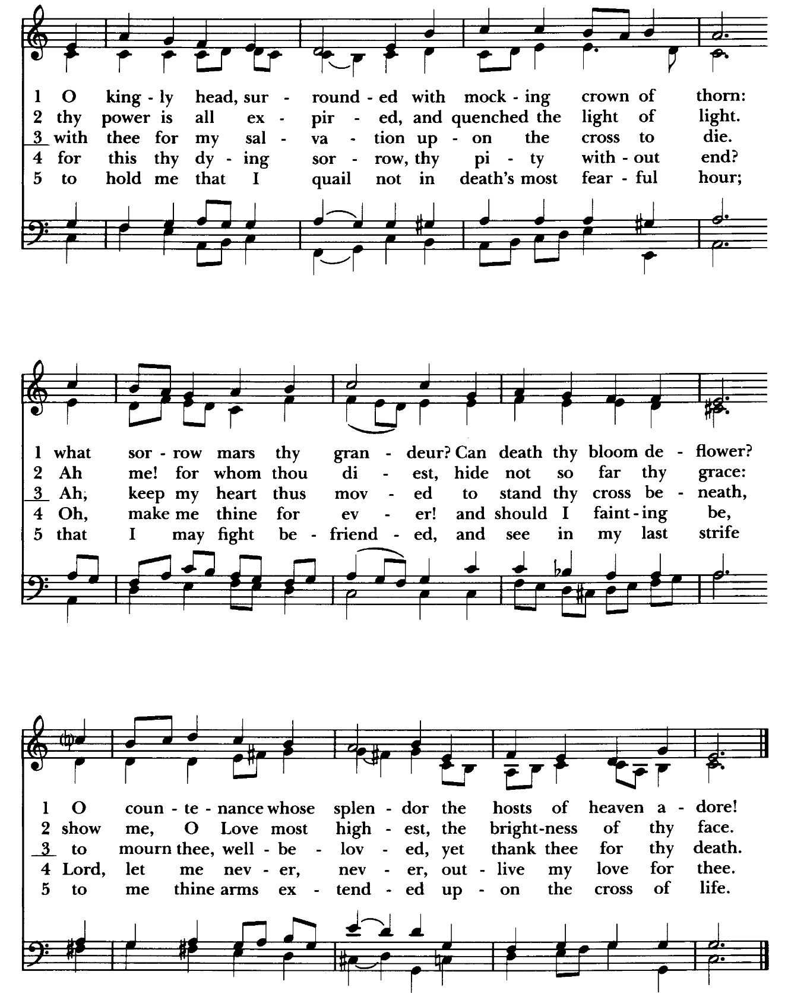 1 O king - ly head, sur - round - ed with mock - ing crown of thorn:
2 thy power is all ex - pir - ed, and quenched the light of light.
3 with thee for my sal - va - tion up - on the cross to die.
4 for this thy dy - ing sor - row, thy pi - ty with - out end?
5 to hold me that I quail not in death's most fear - ful hour;
1 what sor - row mars thy gran - deur? Can death thy bloom de - flower?
2 Ah me! for whom thou di - est, hide not so far thy grace:
3 Ah, keep my heart thus mov - ed to stand thy cross be - neath,
4 Oh, make me thine for ev - er! and should I faint - ing be,
5 that I may fight be - friend - ed, and see in my last strife
1 O coun - te - nance whose splen - dor the hosts of heaven a - dore!
2 show me, O Love most high - est, the bright - ness of thy face.
3 to mourn thee, well - be - lov - ed, yet thank thee for thy death.
4 Lord, let me nev - er, nev - er, out - live my love for thee.
5 to me thine arms ex - tend - ed up - on the cross of life.